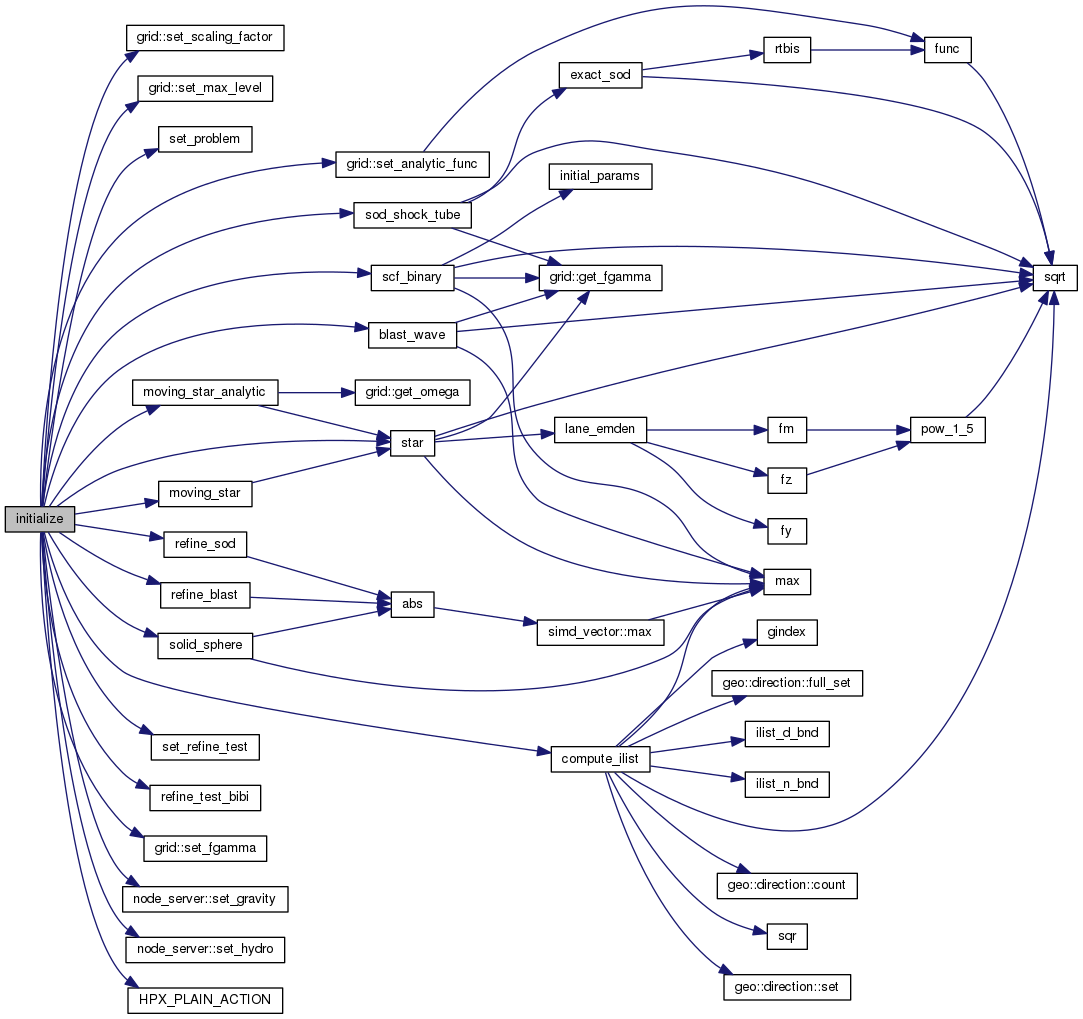 grid::set_scaling_factor
grid::set_max_level
set_problem
grid::set_analytic_func
sod_shock_tube
scf_binary
blast_wave
moving_star_analytic
grid::get_omega
star
moving_star
initialize
refine_sod
refine_blast
abs
solid_sphere
set_refine_test
refine_test_bibi
grid::set_fgamma
node_server::set_gravity
node_server::set_hydro
HPX_PLAIN_ACTION
exact_sod
rtbis
func
initial_params
grid::get_fgamma
sqrt
lane_emden
fm
pow_1_5
fz
fy
max
simd_vector::max
gindex
geo::direction::full_set
ilist_d_bnd
compute_ilist
ilist_n_bnd
geo::direction::count
sqr
geo::direction::set